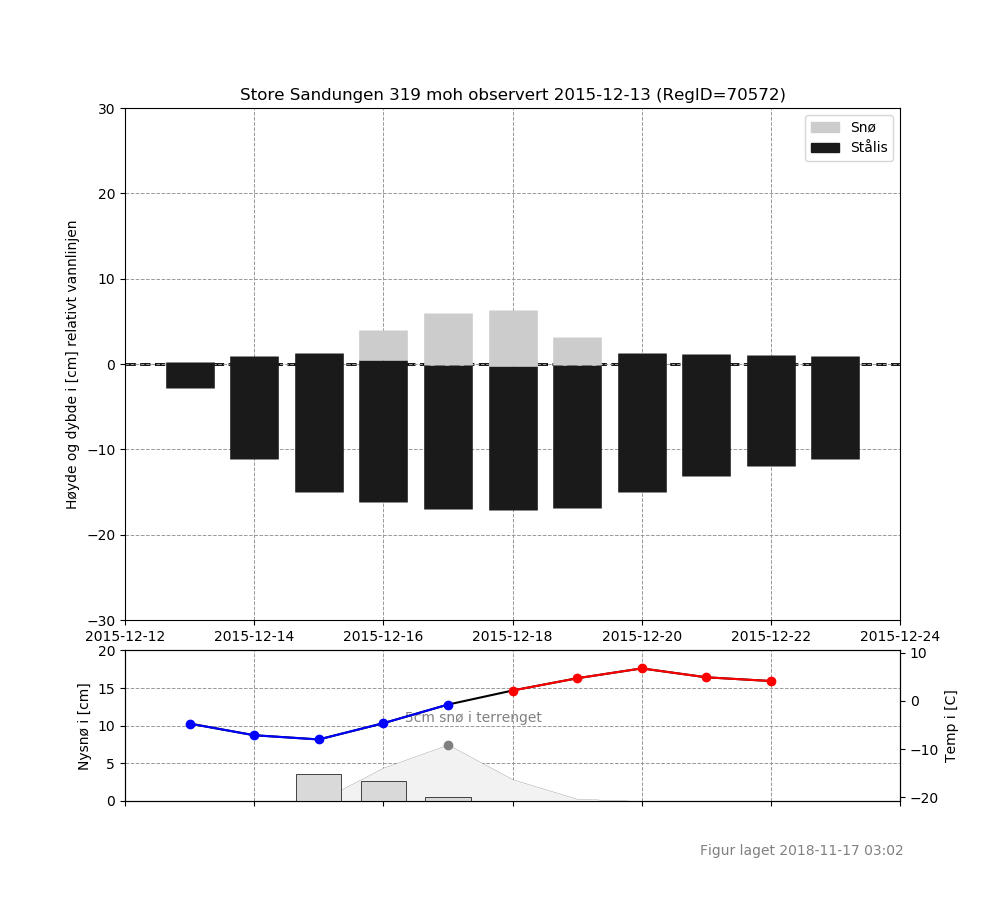 Store Sandungen 319 moh observert 2015-12-13 (RegID=70572)
Snø
Stålis
Høyde og dybde i [cm] relativt vannlinjen
30
20
10
0
−10
−20
−30
2015-12-12 2015-12-14 2015-12-16 2015-12-18 2015-12-20 2015-12-22 2015-12-24
Nysnø i [cm]
20
15
10
5
0
5cm snø i terrenget
10
0
−10
−20
Temp i [C]
Figur laget 2018-11-17 03:02